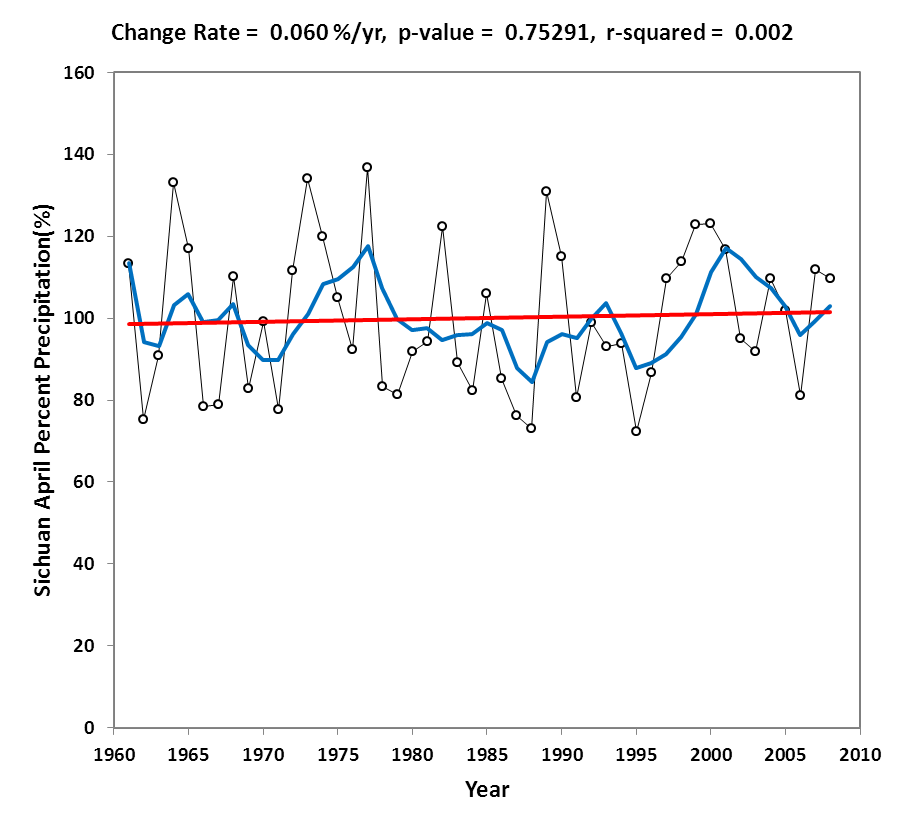 Change Rate = 0.060 %/yr, p-value = 0.75291, r-squared = 0.002
160
140
120
100
80
60
40
20
0
Sichuan April Percent Precipitation(%)
1960 1965 1970 1975 1980 1985 1990 1995 2000 2005 2010
Year